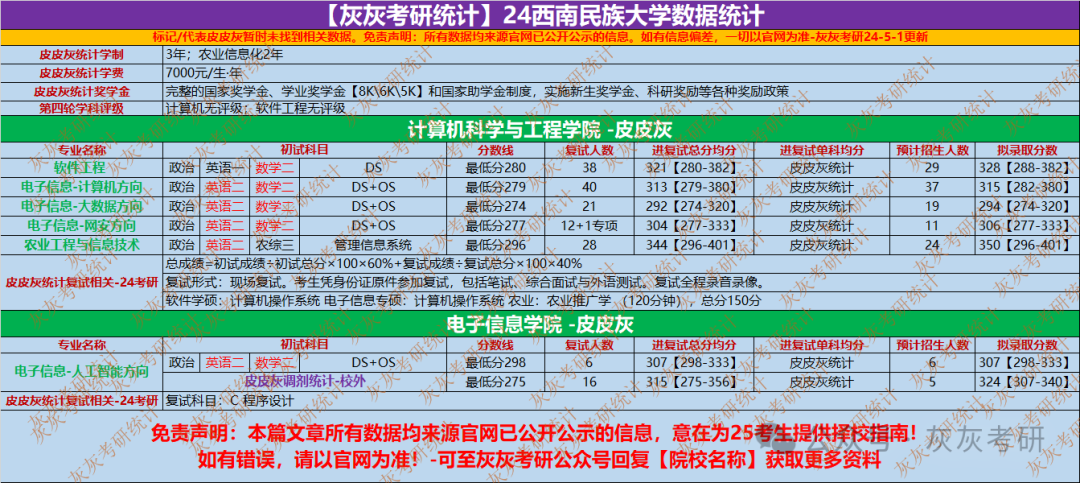 【灰灰考研统计】24西南民族大学数据统计
标记/代表皮皮灰暂时未找到相关数据。免责声明：所有数据均来源官网已公开公示的信息。如有信息偏差，一切以官网为准-灰灰考研24-5-1更新
皮皮灰统计学制 3年；农业信息化2年
皮皮灰统计学费 7000元/生·年
皮皮灰统计奖学金 完整的国家奖学金、学业奖学金【8K\6K\5K】和国家助学金制度，实施新生奖学金、科研奖励等各种奖励政策
第四轮学科评级 计算机无评级；软件工程无评级
计算机科学与工程学院 -皮皮灰
专业名称 初试科目 分数线 复试人数 进复试总分均分 进复试单科均分 预计招生人数 拟录取分数
软件工程 政治 英语一 数学二 DS 最低分280 38 321【280-382】 皮皮灰统计 29 328【288-382】
电子信息-计算机方向 政治 英语二 数学二 DS+OS 最低分279 40 313【279-380】 皮皮灰统计 37 315【282-380】
电子信息-大数据方向 政治 英语二 数学二 DS+OS 最低分274 21 292【274-320】 皮皮灰统计 19 294【274-320】
电子信息-网安方向 政治 英语二 数学二 DS+OS 最低分277 12+1专项 304【277-333】 皮皮灰统计 11 306【277-333】
农业工程与信息技术 政治 英语二 农综三 管理信息系统 最低分296 28 344【296-401】 皮皮灰统计 24 350【296-401】
皮皮灰统计复试相关-24考研 总成绩=初试成绩÷初试总分×100×60%+复试成绩÷复试总分×100×40%
复试形式：现场复试。考生凭身份证原件参加复试，包括笔试、综合面试与外语测试。复试全程录音录像。
软件学硕：计算机操作系统 电子信息专硕：计算机操作系统 农业：农业推广学 （120分钟），总分150分
电子信息学院 -皮皮灰
专业名称 初试科目 分数线 复试人数 进复试总分均分 进复试单科均分 预计招生人数 拟录取分数
电子信息-人工智能方向 政治 英语二 数学二 DS+OS 最低分298 6 307【298-333】 皮皮灰统计 6 307【298-333】
皮皮灰调剂统计-校外 最低分275 16 315【275-356】 皮皮灰统计 5 324【307-340】
皮皮灰统计复试相关-24考研 复试科目：C 程序设计
免责声明：本篇文章所有数据均来源官网已公开公示的信息，意在为25考生提供择校指南！
如有错误，请以官网为准！-可至灰灰考研公众号回复【院校名称】获取更多资料
公众号 · 灰灰考研